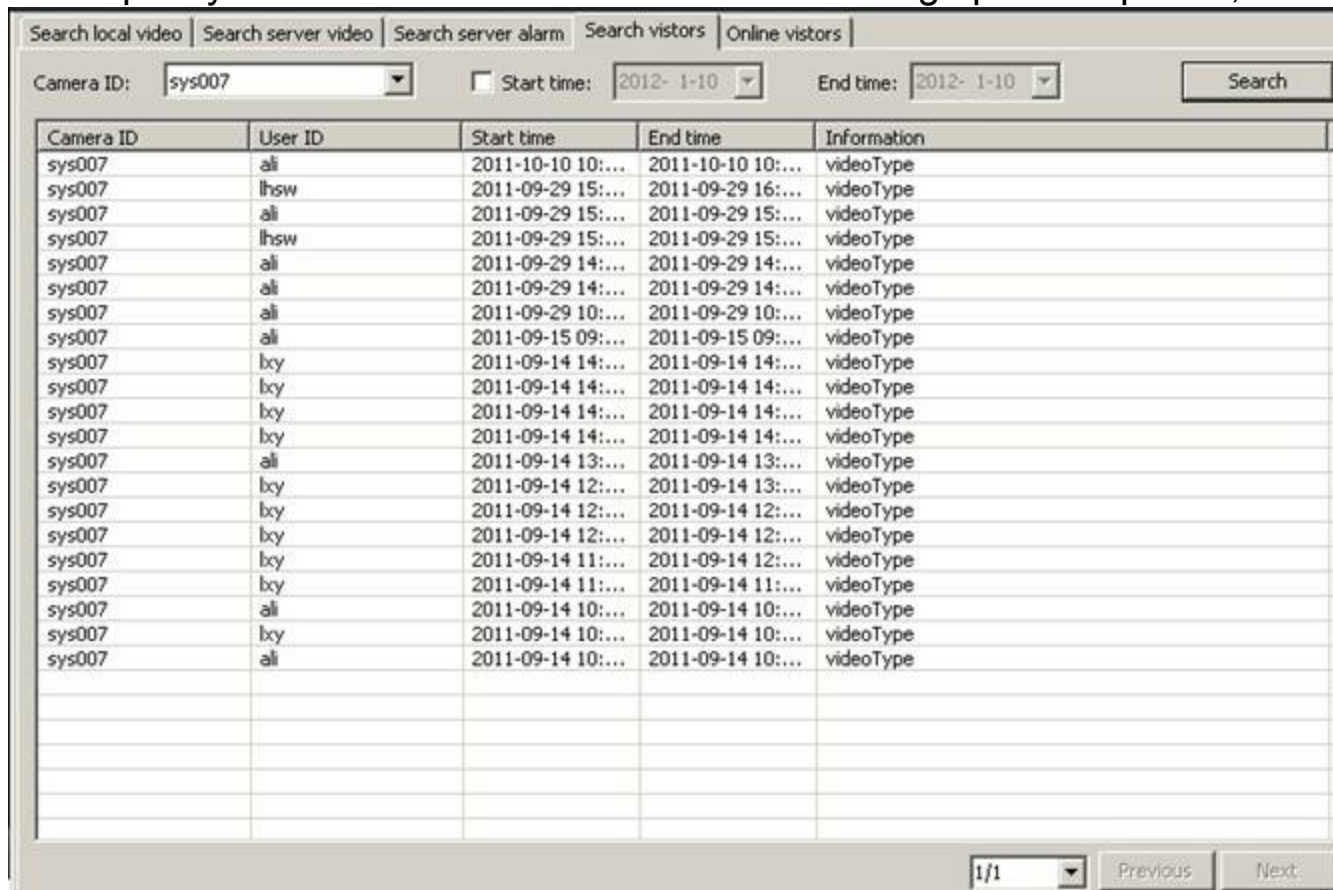 Search local video Search server video Search server alarm Search vistors Online vistors
Camera ID: sys007 Start time: 2012- 1-10 End time: 2012- 1-10 Search
Camera ID User ID Start time End time Information
sys007 ali 2011-10-10 10:... 2011-10-10 10:... videoType
sys007 lhsw 2011-09-29 15:... 2011-09-29 16:... videoType
sys007 ali 2011-09-29 15:... 2011-09-29 15:... videoType
sys007 lhsw 2011-09-29 15:... 2011-09-29 15:... videoType
sys007 ali 2011-09-29 14:... 2011-09-29 14:... videoType
sys007 ali 2011-09-29 14:... 2011-09-29 14:... videoType
sys007 ali 2011-09-29 10:... 2011-09-29 10:... videoType
sys007 ali 2011-09-15 09:... 2011-09-15 09:... videoType
sys007 lxy 2011-09-14 14:... 2011-09-14 14:... videoType
sys007 lxy 2011-09-14 14:... 2011-09-14 14:... videoType
sys007 lxy 2011-09-14 14:... 2011-09-14 14:... videoType
sys007 lxy 2011-09-14 14:... 2011-09-14 14:... videoType
sys007 ali 2011-09-14 13:... 2011-09-14 13:... videoType
sys007 lxy 2011-09-14 12:... 2011-09-14 13:... videoType
sys007 lxy 2011-09-14 12:... 2011-09-14 12:... videoType
sys007 lxy 2011-09-14 12:... 2011-09-14 12:... videoType
sys007 lxy 2011-09-14 11:... 2011-09-14 12:... videoType
sys007 lxy 2011-09-14 11:... 2011-09-14 11:... videoType
sys007 ali 2011-09-14 10:... 2011-09-14 10:... videoType
sys007 lxy 2011-09-14 10:... 2011-09-14 10:... videoType
sys007 ali 2011-09-14 10:... 2011-09-14 10:... videoType
1/1 Previous Next